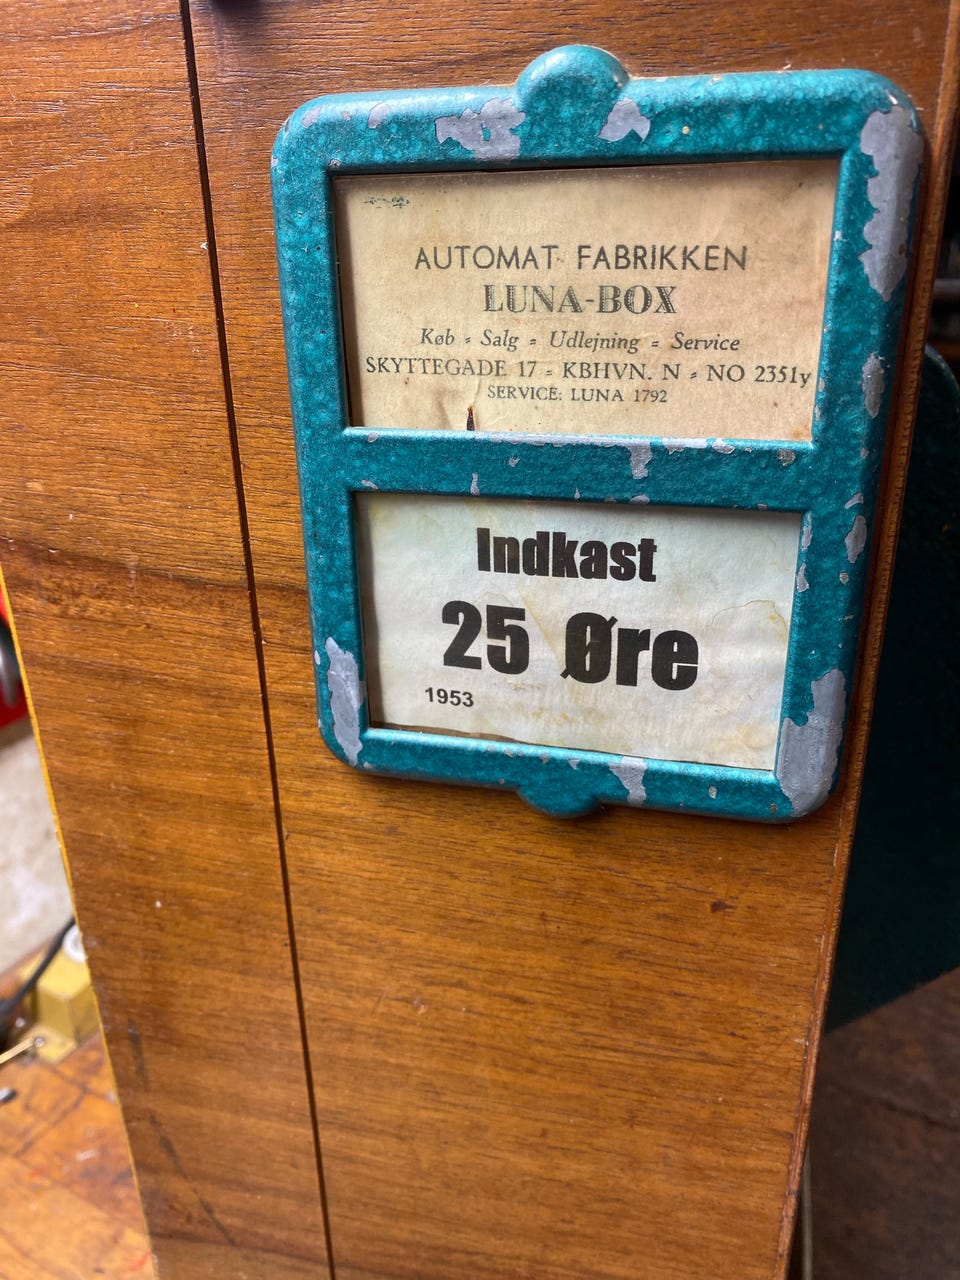 AUTOMAT FABRIKKEN
LUNA-BOX
Køb - Salg - Udlejning - Service
SKYTTEGADE 17 - KBHVN. N - NO 2351y
SERVICE: LUNA 1792
Indkast
25 Øre
1953